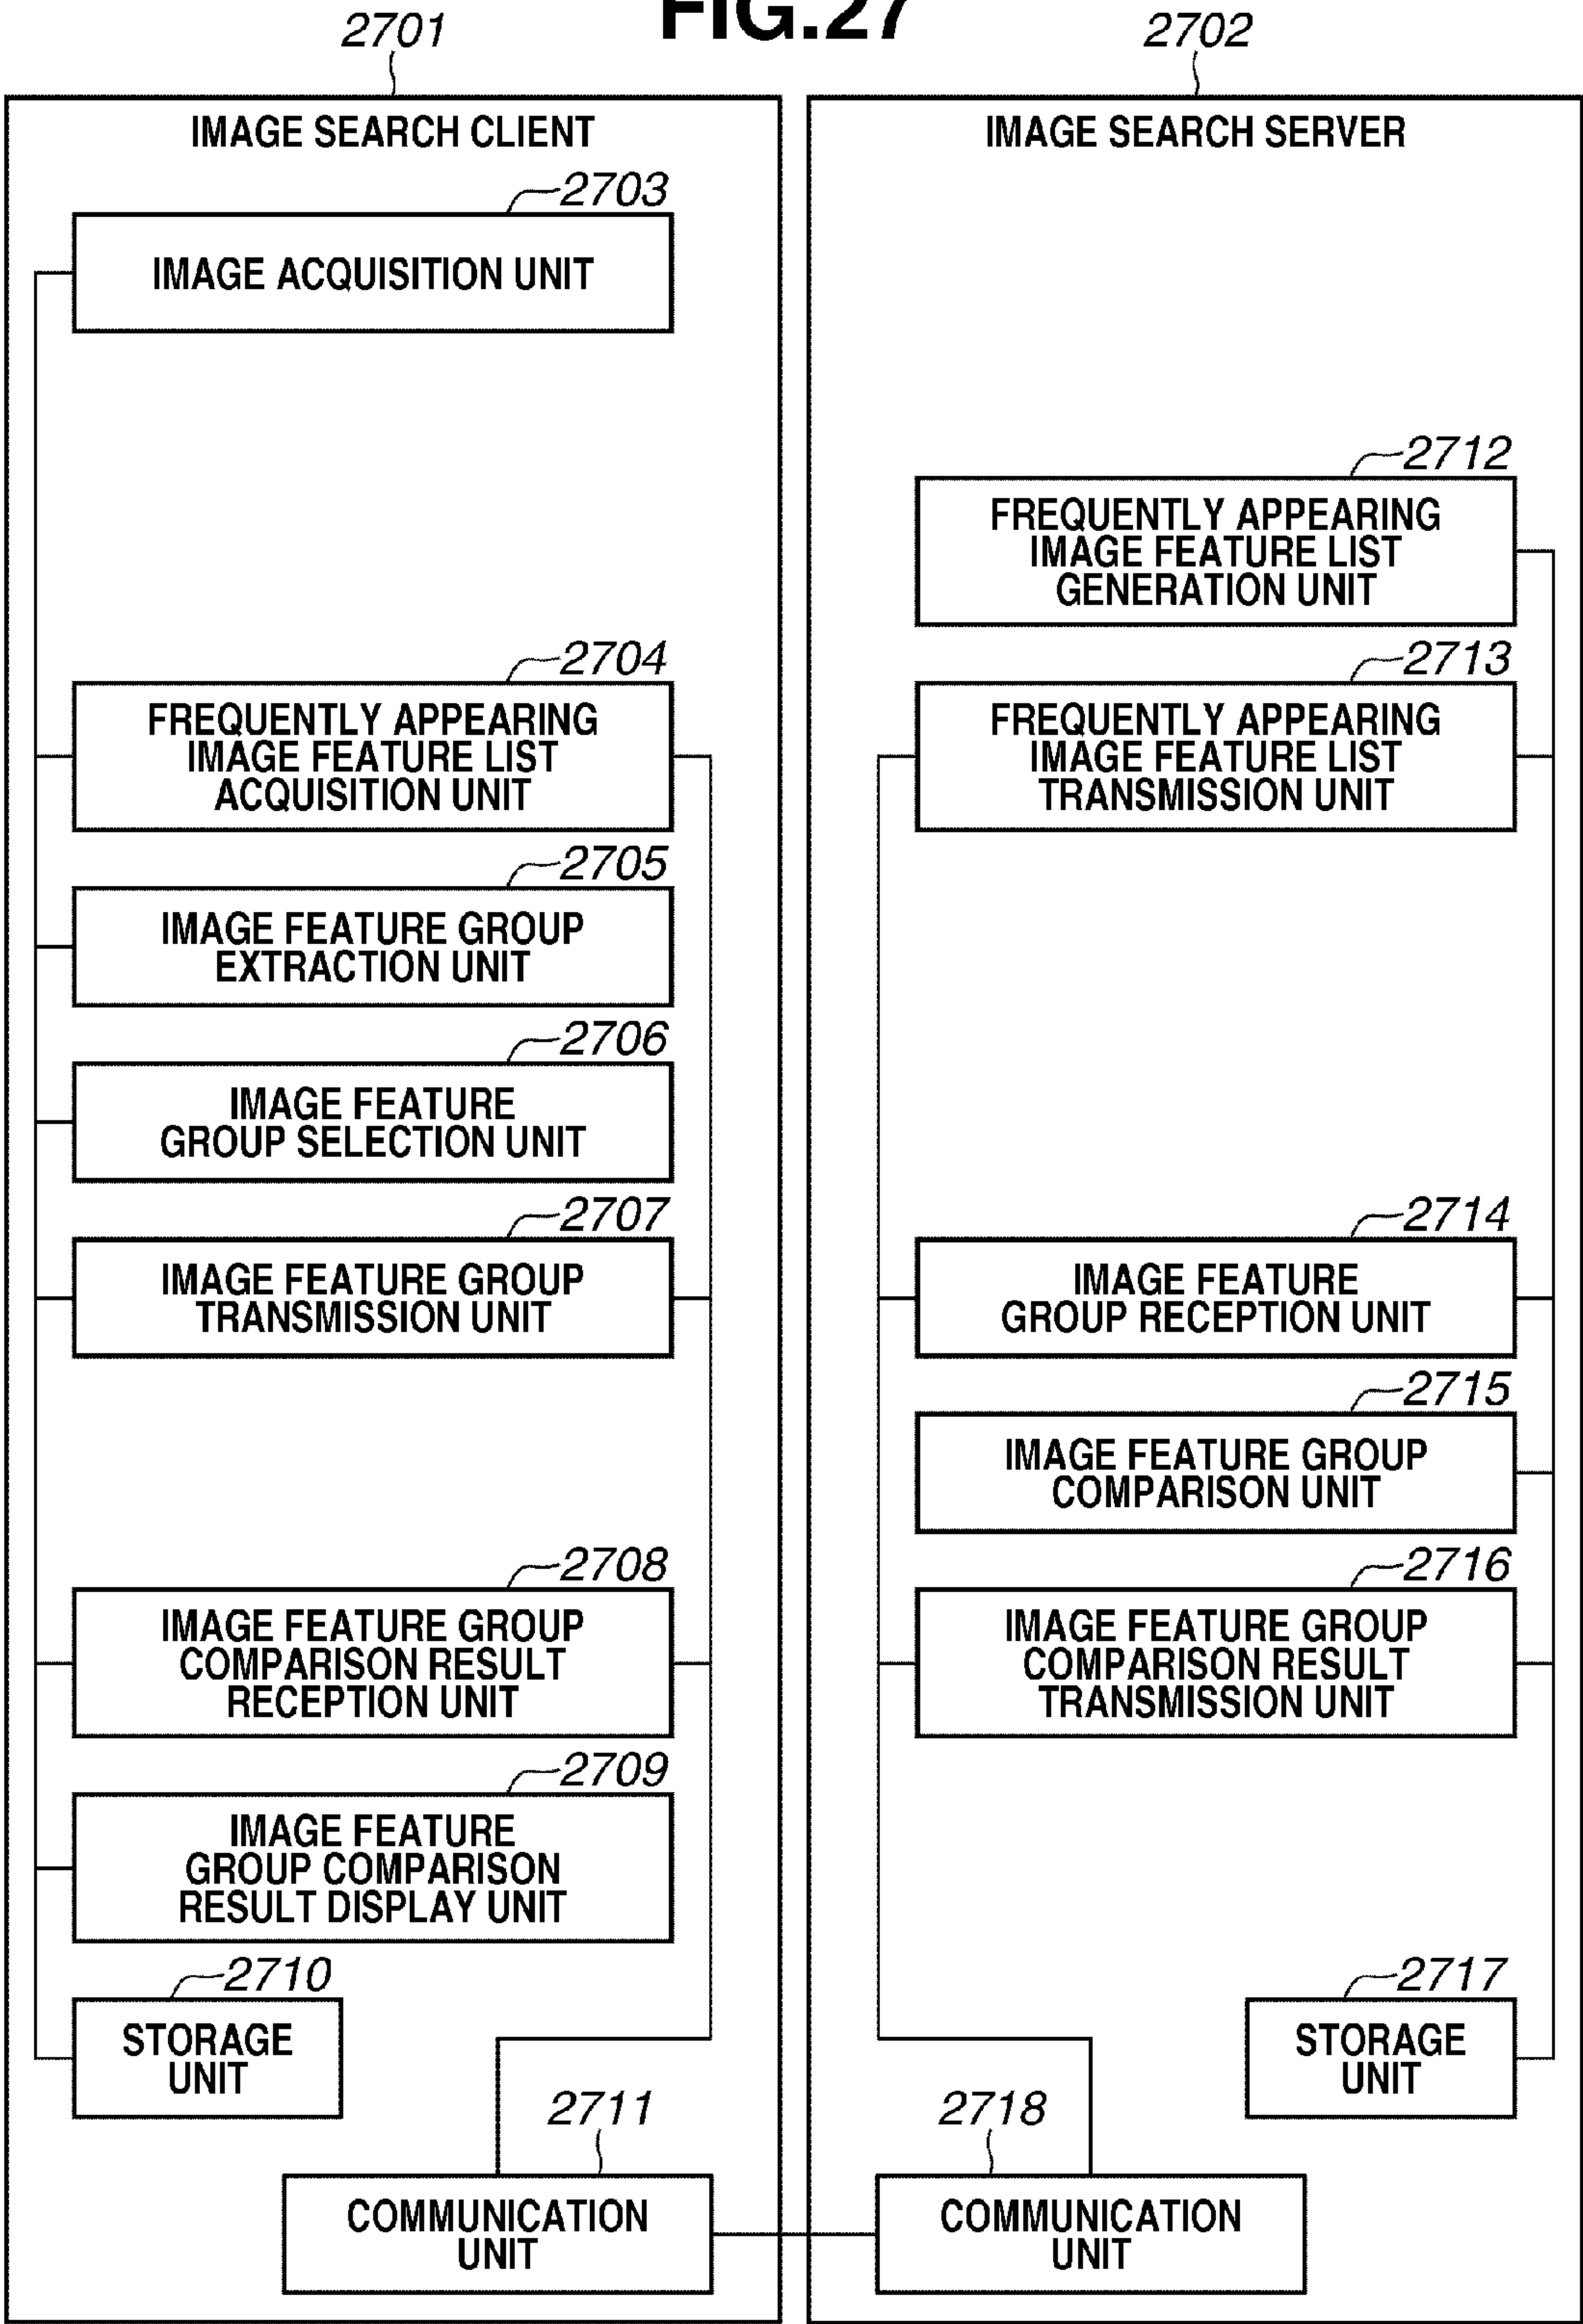 FIG.27
2701
IMAGE SEARCH CLIENT
2703
IMAGE ACQUISITION UNIT
2704
FREQUENTLY APPEARING
IMAGE FEATURE LIST
ACQUISITION UNIT
2705
IMAGE FEATURE GROUP
EXTRACTION UNIT
2706
IMAGE FEATURE
GROUP SELECTION UNIT
2707
IMAGE FEATURE GROUP
TRANSMISSION UNIT
2708
IMAGE FEATURE GROUP
COMPARISON RESULT
RECEPTION UNIT
2709
IMAGE FEATURE
GROUP COMPARISON
RESULT DISPLAY UNIT
2710
STORAGE
UNIT
2711
COMMUNICATION
UNIT
2702
IMAGE SEARCH SERVER
2712
FREQUENTLY APPEARING
IMAGE FEATURE LIST
GENERATION UNIT
2713
FREQUENTLY APPEARING
IMAGE FEATURE LIST
TRANSMISSION UNIT
2714
IMAGE FEATURE
GROUP RECEPTION UNIT
2715
IMAGE FEATURE GROUP
COMPARISON UNIT
2716
IMAGE FEATURE GROUP
COMPARISON RESULT
TRANSMISSION UNIT
2717
STORAGE
UNIT
2718
COMMUNICATION
UNIT